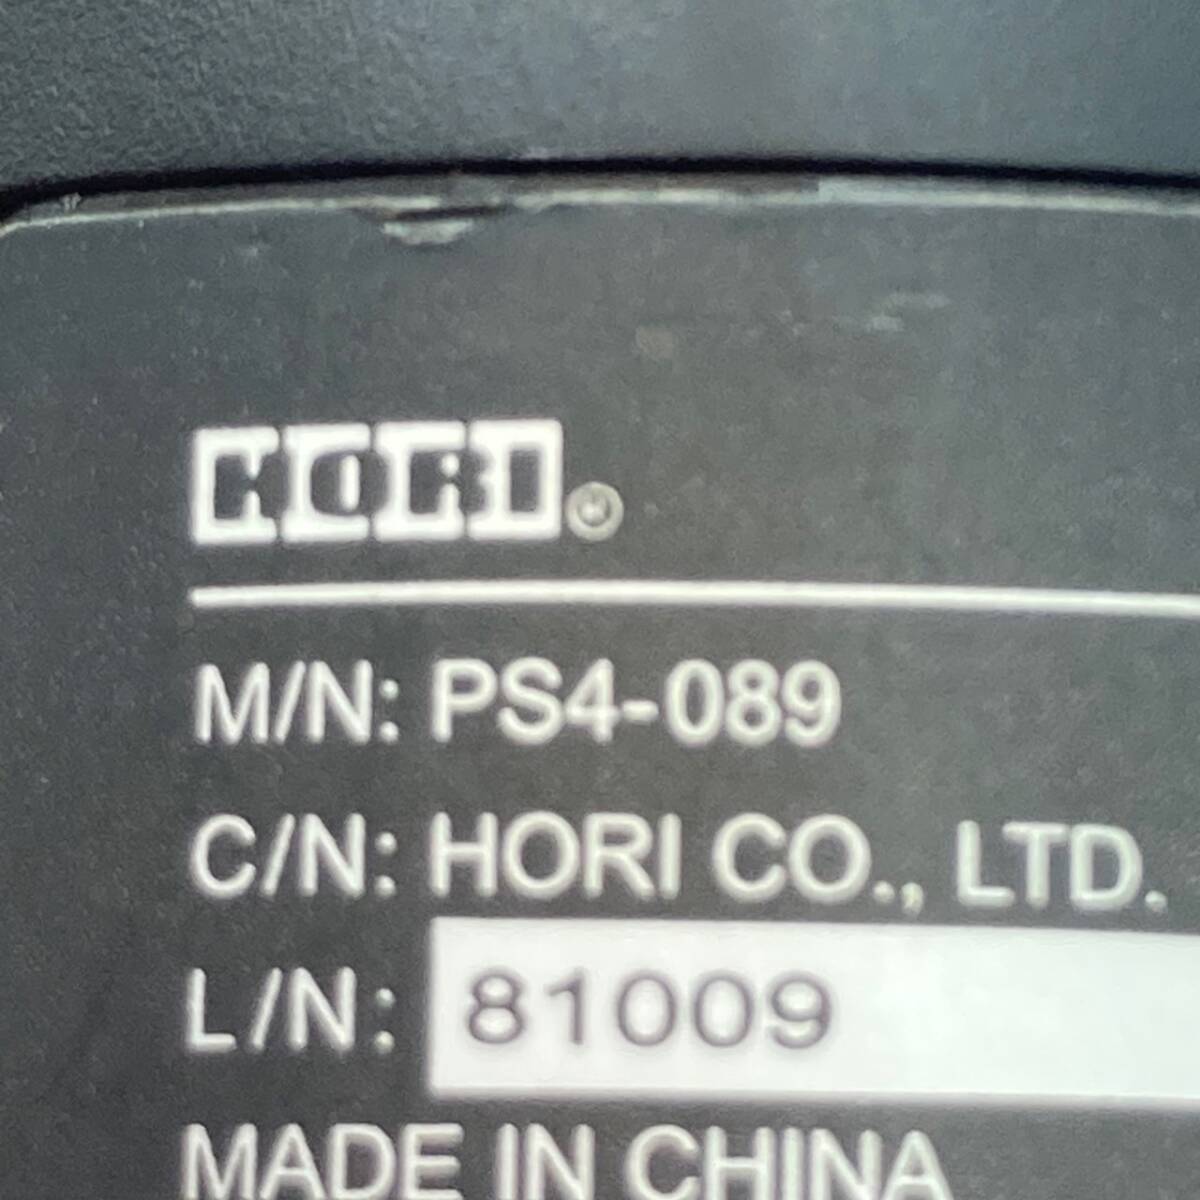 HORI®
M/N: PS4-089
C/N: HORI CO., LTD.
L/N: 81009
MADE IN CHINA